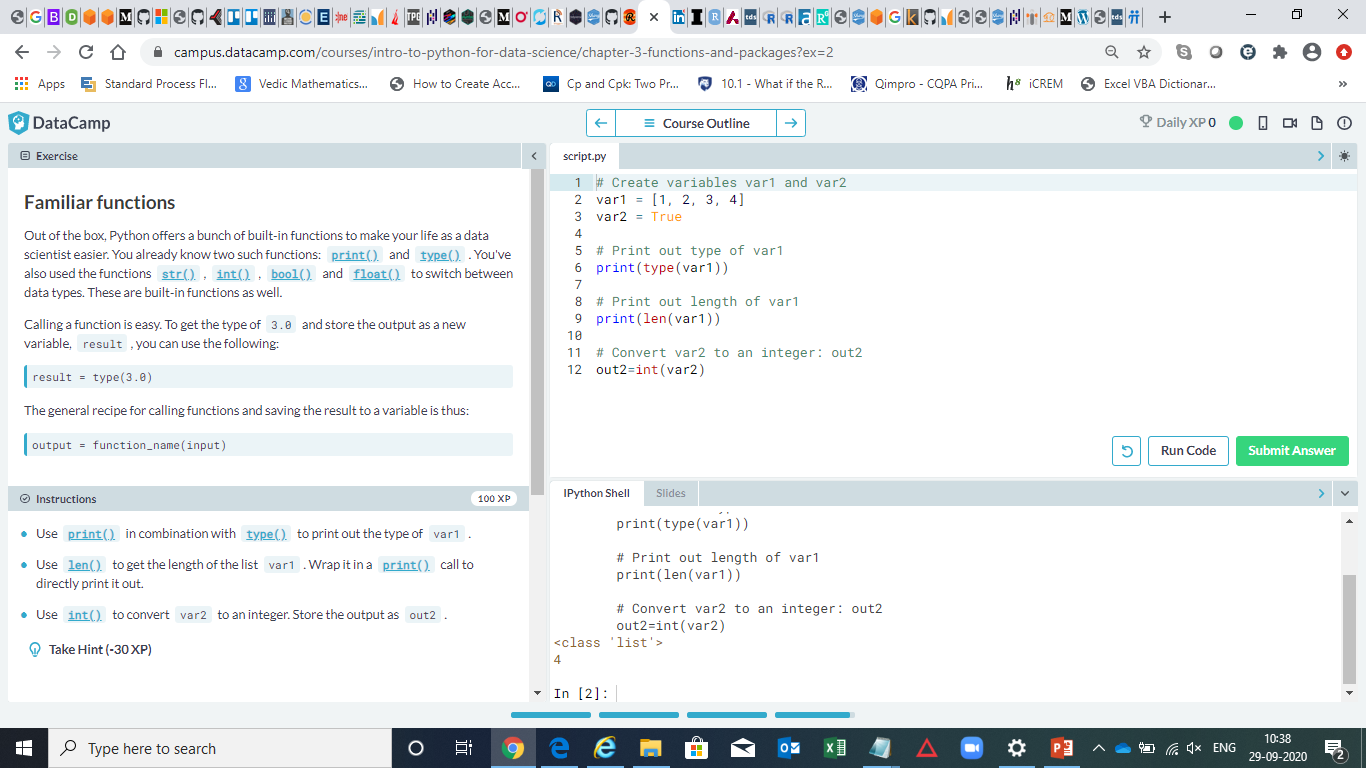 campus.datacamp.com/courses/intro-to-python-for-data-science/chapter-3-functions-and-packages?ex=2
Apps Standard Process Fl... Vedic Mathematics... How to Create Acc... Cp and Cpk: Two Pr... 10.1 - What if the R... Qimpro - CQPA Pri... iCREM Excel VBA Dictionar... »
DataCamp
Course Outline
Daily XP 0
Exercise
Familiar functions
Out of the box, Python offers a bunch of built-in functions to make your life as a data
scientist easier. You already know two such functions: print() and type() . You've
also used the functions str() , int() , bool() and float() to switch between
data types. These are built-in functions as well.
Calling a function is easy. To get the type of 3.0 and store the output as a new
variable, result , you can use the following:
result = type(3.0)
The general recipe for calling functions and saving the result to a variable is thus:
output = function_name(input)
Instructions 100 XP
Use print() in combination with type() to print out the type of var1 .
Use len() to get the length of the list var1 . Wrap it in a print() call to
directly print it out.
Use int() to convert var2 to an integer. Store the output as out2 .
Take Hint (-30 XP)
script.py
1 # Create variables var1 and var2
2 var1 = [1, 2, 3, 4]
3 var2 = True
4
5 # Print out type of var1
6 print(type(var1))
7
8 # Print out length of var1
9 print(len(var1))
10
11 # Convert var2 to an integer: out2
12 out2=int(var2)
Run Code
Submit Answer
IPython Shell Slides
print(type(var1))
# Print out length of var1
print(len(var1))
# Convert var2 to an integer: out2
out2=int(var2)
<class 'list'>
4
In [2]:
Type here to search
ENG
10:38
29-09-2020
2